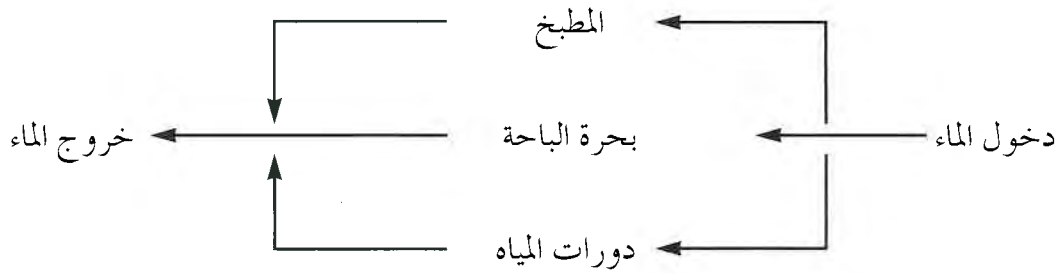 المطبخ
دخول الماء
بحرة الباحة
خروج الماء
دورات المياه